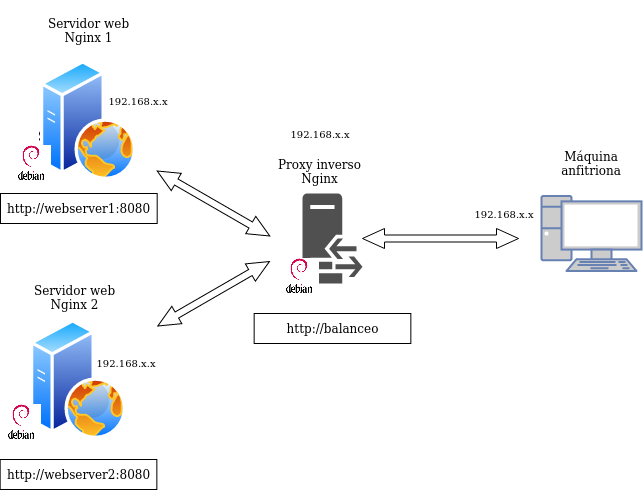 Servidor web
Nginx 1
192.168.x.x
debian
http://webserver1:8080
192.168.x.x
Proxy inverso
Nginx
debian
http://balanceo
Máquina
anfitriona
192.168.x.x
Servidor web
Nginx 2
192.168.x.x
debian
http://webserver2:8080